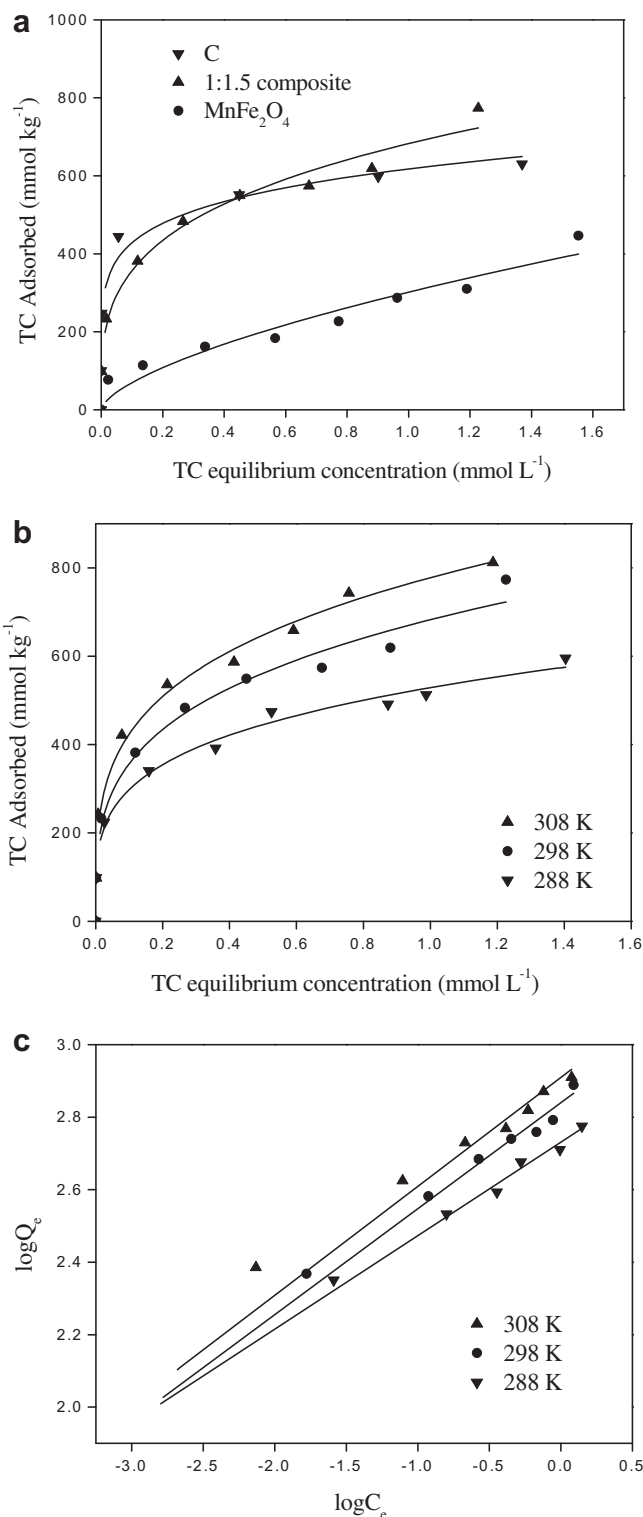 a
1000
800
600
400
200
0
TC Adsorbed (mmol kg⁻¹)
C
1:1.5 composite
MnFe₂O₄
0.0 0.2 0.4 0.6 0.8 1.0 1.2 1.4 1.6
TC equilibrium concentration (mmol L⁻¹)
b
800
600
400
200
0
TC Adsorbed (mmol kg⁻¹)
308 K
298 K
288 K
0.0 0.2 0.4 0.6 0.8 1.0 1.2 1.4 1.6
TC equilibrium concentration (mmol L⁻¹)
c
3.0
2.8
2.6
2.4
2.2
2.0
logQₑ
308 K
298 K
288 K
-3.0 -2.5 -2.0 -1.5 -1.0 -0.5 0.0 0.5
logCₑ